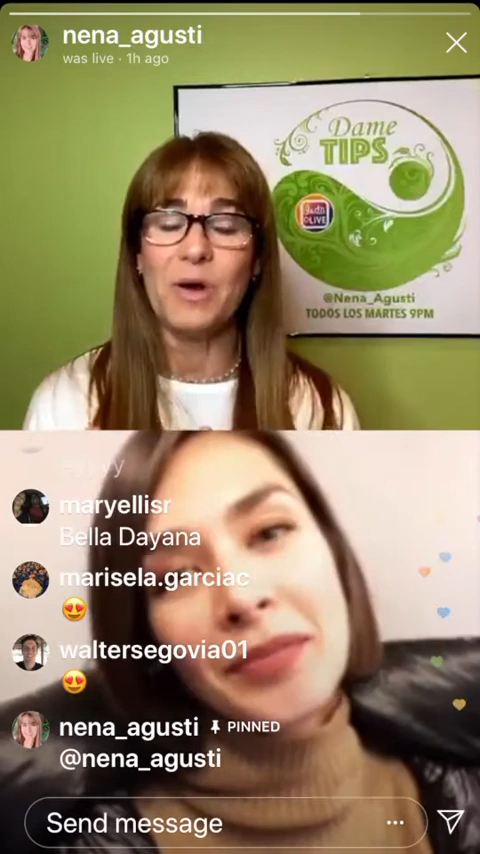 nena_agusti
was live · 1h ago
Dame
TIPS
LIVE
@Nena_Agusti
TODOS LOS MARTES 9PM
maryellisr
Bella Dayana
marisela.garciac
😍
waltersegovia01
😍
nena_agusti PINNED
@nena_agusti
Send message